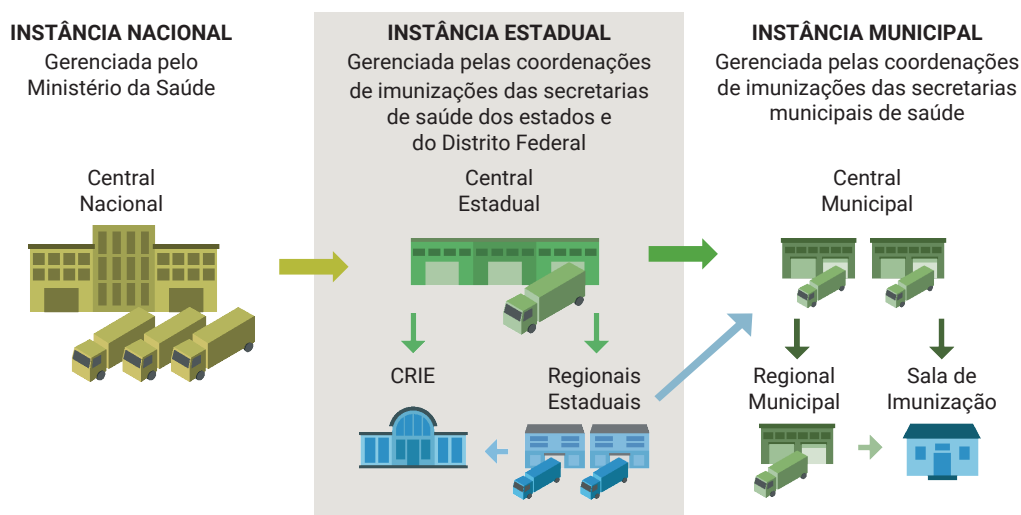 INSTÂNCIA NACIONAL
Gerenciada pelo
Ministério da Saúde
Central
Nacional
INSTÂNCIA ESTADUAL
Gerenciada pelas coordenações
de imunizações das secretarias
de saúde dos estados e
do Distrito Federal
Central
Estadual
CRIE
Regionais
Estaduais
INSTÂNCIA MUNICIPAL
Gerenciada pelas coordenações
de imunizações das secretarias
municipais de saúde
Central
Municipal
Regional
Municipal
Sala de
Imunização